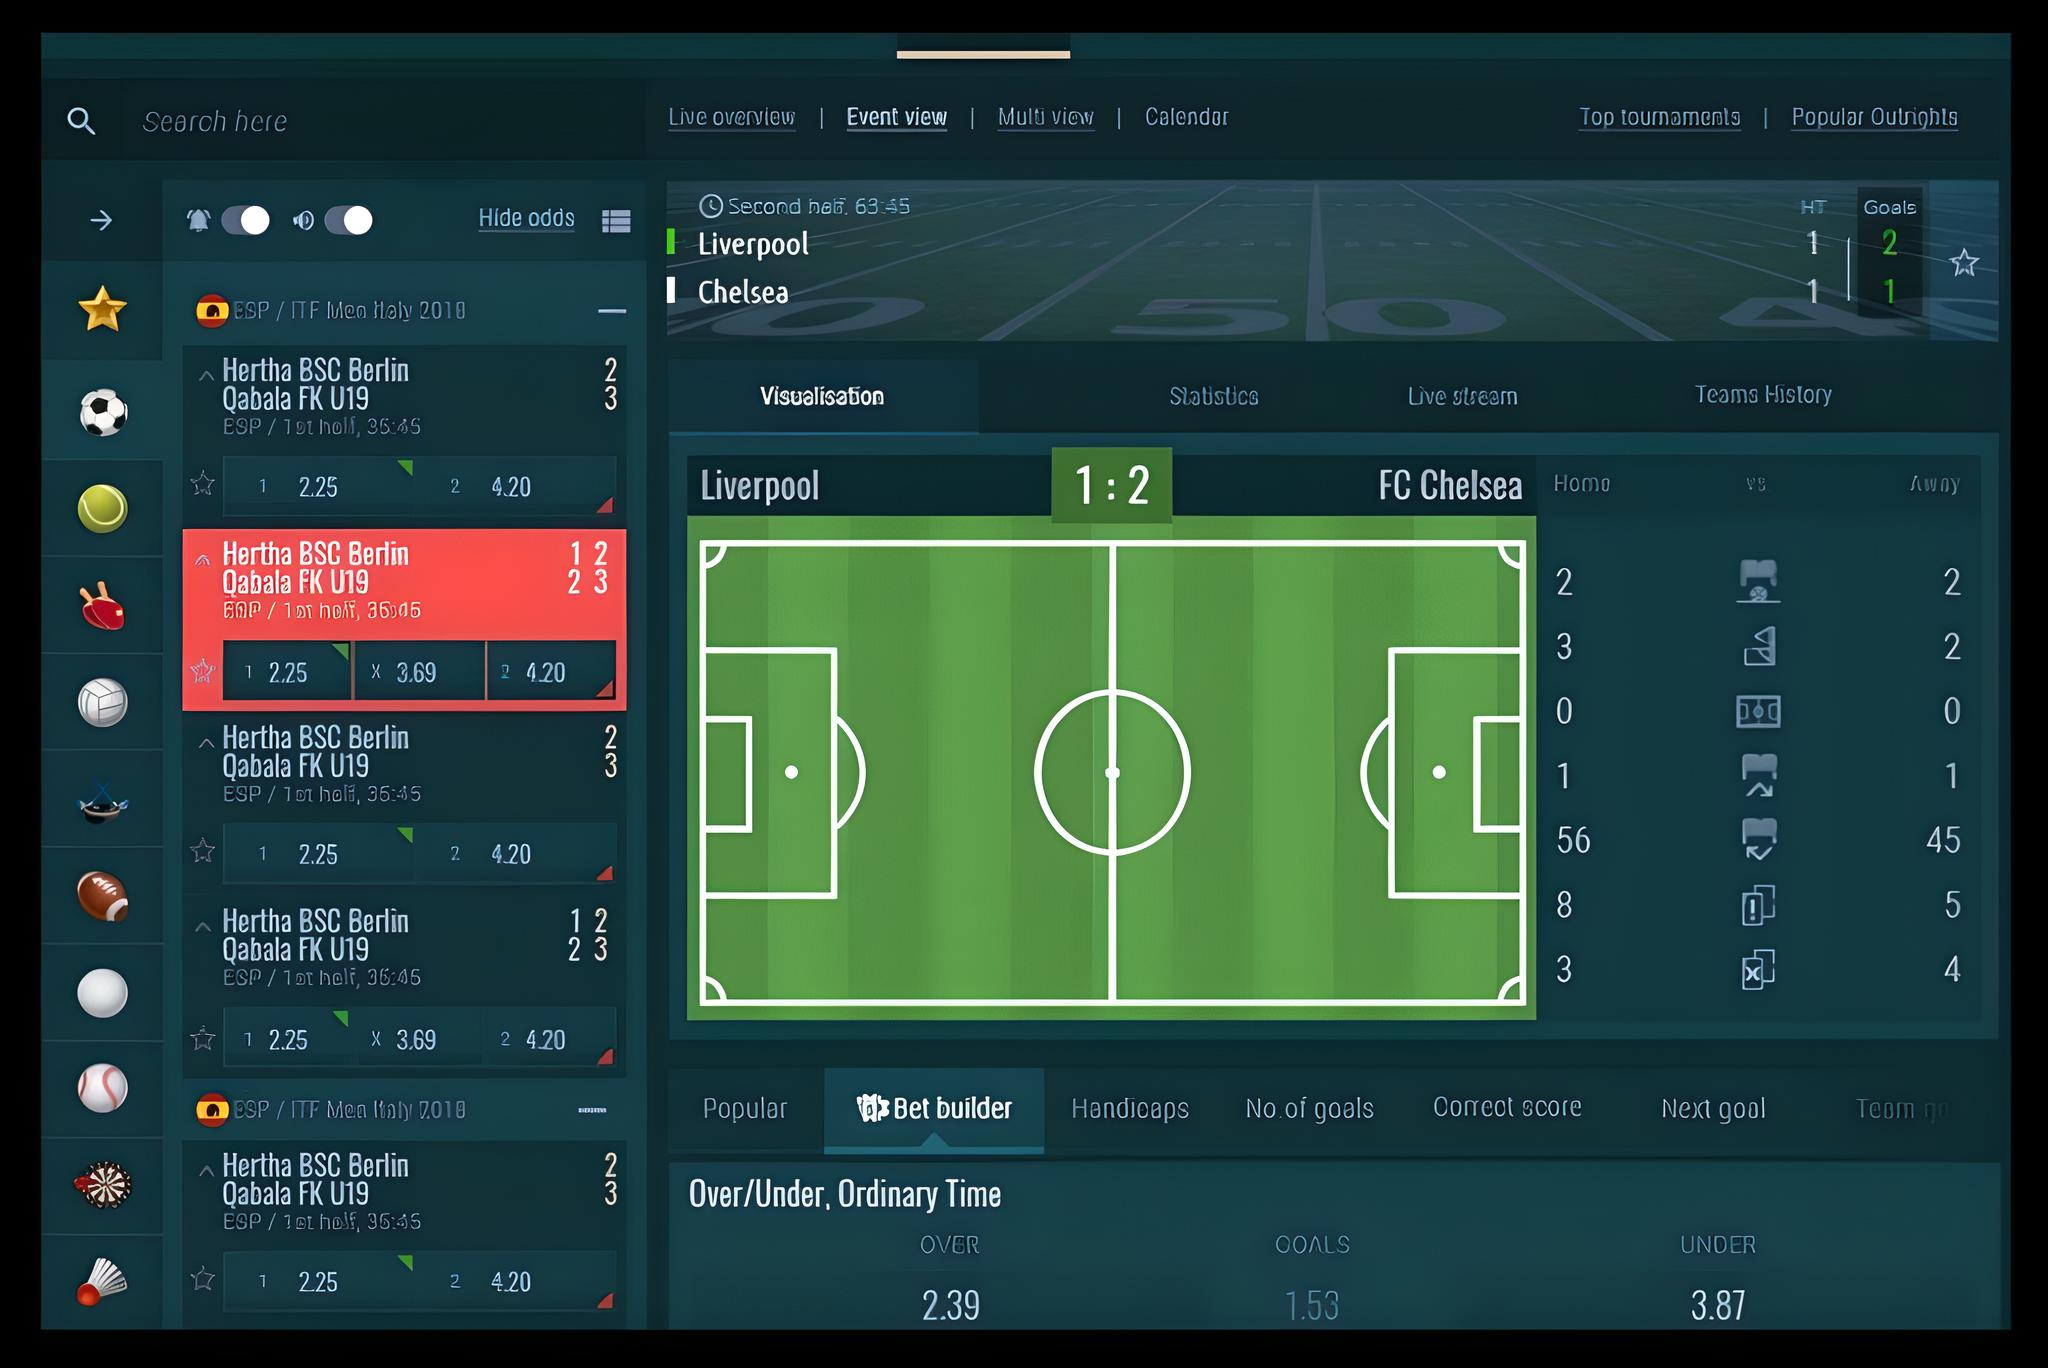 Search here
Live overview | Event view | Multi view | Calendar
Top tournaments | Popular Outrights
Hide odds
ESP / ITF Men Italy 2018
Hertha BSC Berlin 2
Qabala FK U19 3
ESP / 1st half, 36:45
1 2.25 2 4.20
Hertha BSC Berlin 1 2
Qabala FK U19 2 3
ESP / 1st half, 36:45
1 2.25 X 3.69 2 4.20
Hertha BSC Berlin 2
Qabala FK U19 3
ESP / 1st half, 36:45
1 2.25 2 4.20
Hertha BSC Berlin 1 2
Qabala FK U19 2 3
ESP / 1st half, 36:45
1 2.25 X 3.69 2 4.20
ESP / ITF Men Italy 2018
Hertha BSC Berlin 2
Qabala FK U19 3
ESP / 1st half, 36:45
1 2.25 2 4.20
Second half, 63:45
HT Goals
Liverpool 1 2
Chelsea 1 1
0 50 40
Visualisation Statistics Live stream Teams History
Liverpool 1 : 2 FC Chelsea
Home vs Away
2 2
3 2
0 0
1 1
56 45
8 5
3 4
Popular Bet builder Handicaps No.of goals Correct score Next goal Team
Over/Under, Ordinary Time
OVER GOALS UNDER
2.39 1.53 3.87